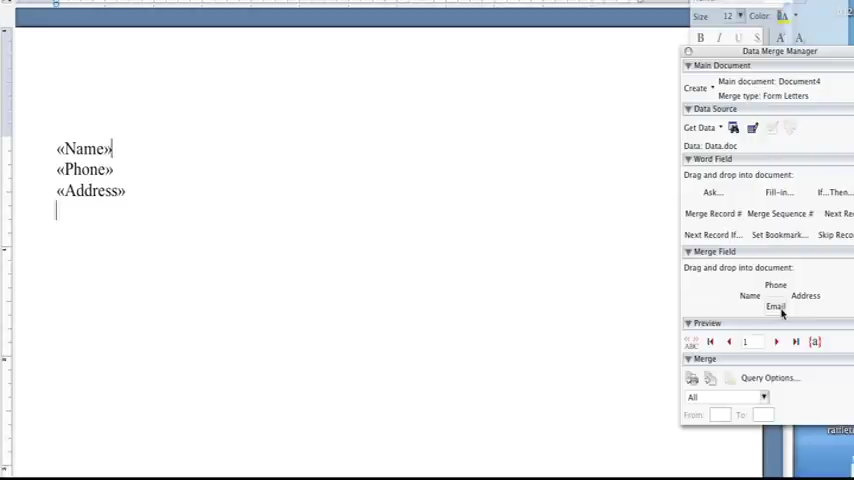 Size 12 Color: A
B I U S A A
Data Merge Manager
Main Document
Create
Main document: Document4
Merge type: Form Letters
Data Source
Get Data
Data: Data.doc
Word Field
Drag and drop into document:
Ask... Fill-in... If...Then...
Merge Record # Merge Sequence # Next Re
Next Record If... Set Bookmark... Skip Reco
Merge Field
Drag and drop into document:
Phone
Name Address
Email
Preview
« »
ABC
1 {a}
Merge
Query Options...
All
From: To:
«Name»
«Phone»
«Address»